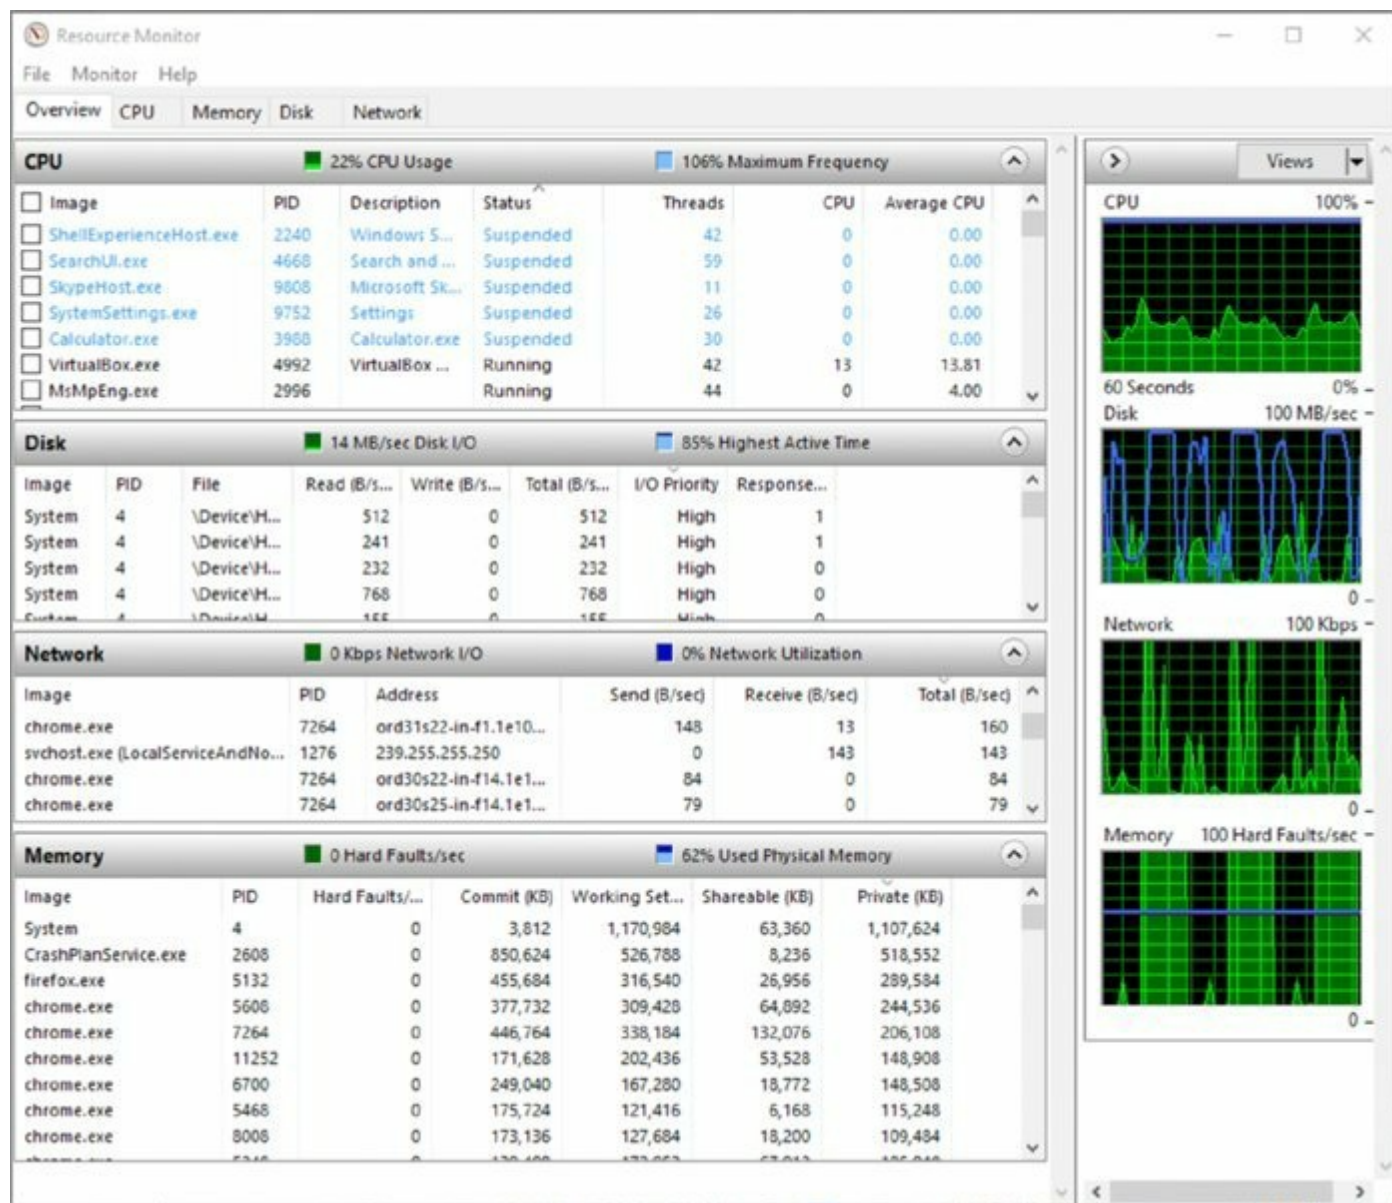 Resource Monitor
File Monitor Help
Overview CPU Memory Disk Network
CPU 22% CPU Usage 106% Maximum Frequency
Image PID Description Status Threads CPU Average CPU
ShellExperienceHost.exe 2240 Windows S... Suspended 42 0 0.00
SearchUI.exe 4668 Search and ... Suspended 59 0 0.00
SkypeHost.exe 9808 Microsoft Sk... Suspended 11 0 0.00
SystemSettings.exe 9752 Settings Suspended 26 0 0.00
Calculator.exe 3988 Calculator.exe Suspended 30 0 0.00
VirtualBox.exe 4992 VirtualBox ... Running 42 13 13.81
MsMpEng.exe 2996 Running 44 0 4.00
Disk 14 MB/sec Disk I/O 85% Highest Active Time
Image PID File Read (B/s... Write (B/s... Total (B/s... I/O Priority Response...
System 4 \Device\H... 512 0 512 High 1
System 4 \Device\H... 241 0 241 High 1
System 4 \Device\H... 232 0 232 High 0
System 4 \Device\H... 768 0 768 High 0
System 4 \Device\H... 155 0 155 High 0
Network 0 Kbps Network I/O 0% Network Utilization
Image PID Address Send (B/sec) Receive (B/sec) Total (B/sec)
chrome.exe 7264 ord31s22-in-f1.1e10... 148 13 160
svchost.exe (LocalServiceAndNo... 1276 239.255.255.250 0 143 143
chrome.exe 7264 ord30s22-in-f14.1e1... 84 0 84
chrome.exe 7264 ord30s25-in-f14.1e1... 79 0 79
Memory 0 Hard Faults/sec 62% Used Physical Memory
Image PID Hard Faults/... Commit (KB) Working Set... Shareable (KB) Private (KB)
System 4 0 3,812 1,170,984 63,360 1,107,624
CrashPlanService.exe 2608 0 850,624 526,788 8,236 518,552
firefox.exe 5132 0 455,684 316,540 26,956 289,584
chrome.exe 5608 0 377,732 309,428 64,892 244,536
chrome.exe 7264 0 446,764 338,184 132,076 206,108
chrome.exe 11252 0 171,628 202,436 53,528 148,908
chrome.exe 6700 0 249,040 167,280 18,772 148,508
chrome.exe 5468 0 175,724 121,416 6,168 115,248
chrome.exe 8008 0 173,136 127,684 18,200 109,484
Views
CPU 100%
60 Seconds 0%
Disk 100 MB/sec
0
Network 100 Kbps
0
Memory 100 Hard Faults/sec
0